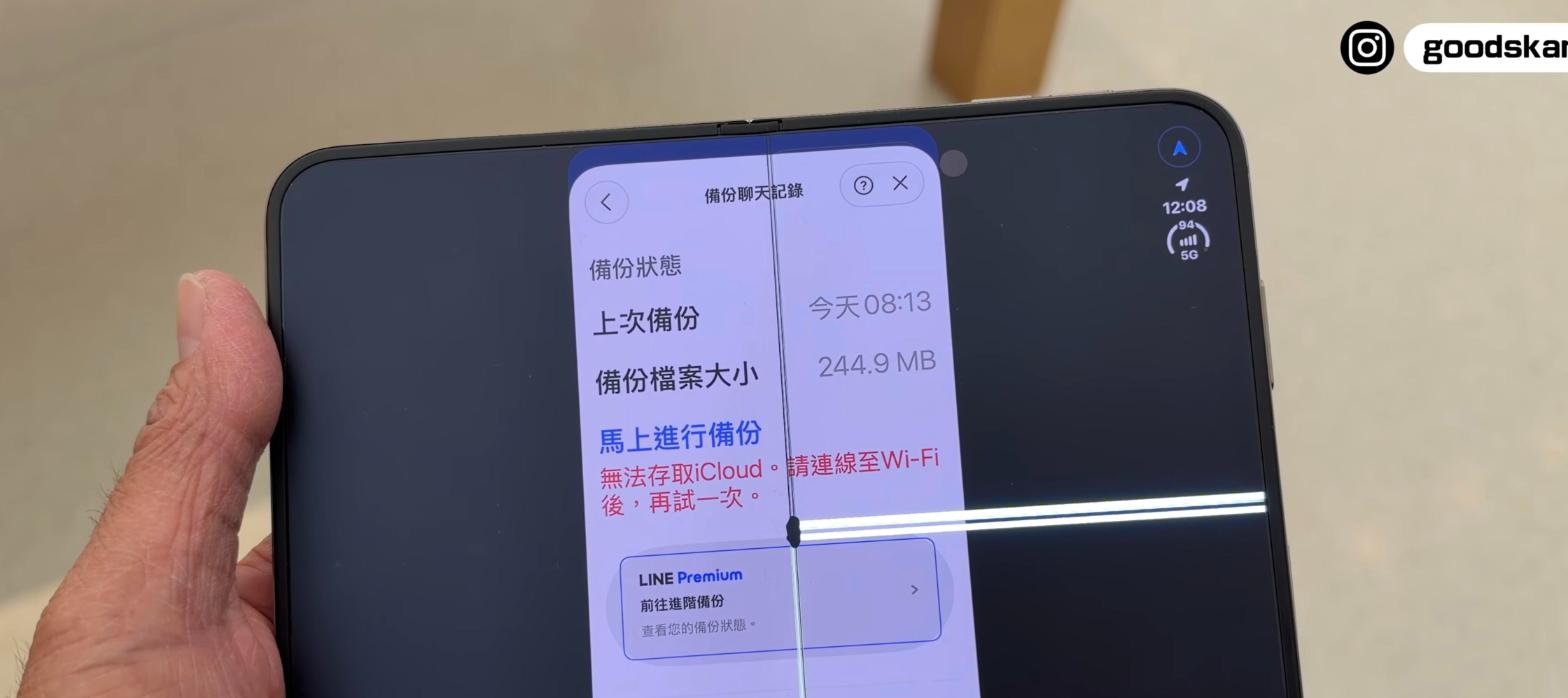 goodskar
備份聊天記錄
12:08
94
5G
備份狀態
上次備份
今天08:13
備份檔案大小
244.9 MB
馬上進行備份
無法存取iCloud。請連線至Wi-Fi
後，再試一次。
LINE Premium
前往進階備份
查看您的備份狀態。